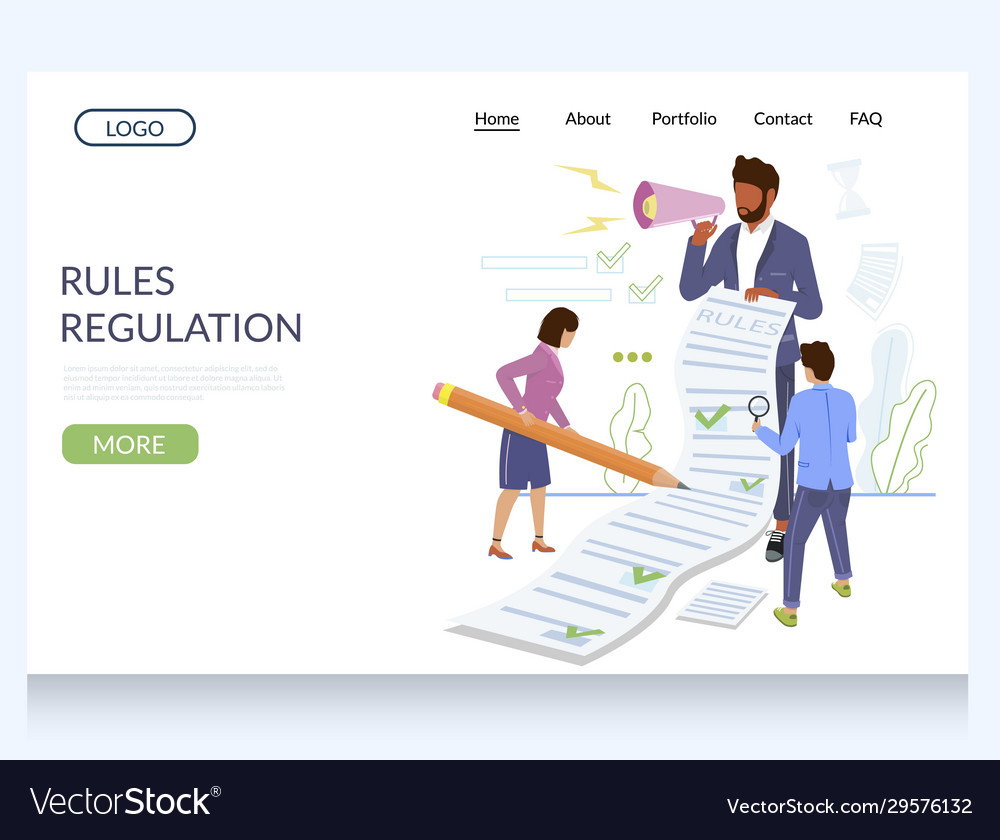 LOGO
Home About Portfolio Contact FAQ
RULES
RULES
REGULATION
Lorem ipsum dolor sit amet, consectetur adipiscing elit, sed do
eiusmod tempor incididunt ut labore et dolore magna aliqua. Ut
enim ad minim veniam, quis nostrud exercitation ullamco laboris
nisi ut aliquip ex ea commodo consequat.
MORE
VectorStock®
VectorStock.com/29576132